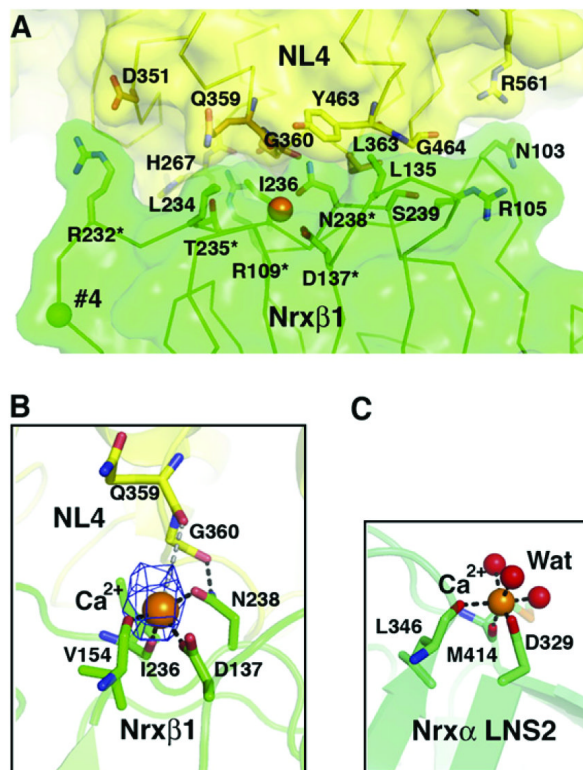 A
NL4
D351
R561
Q359
Y463
G360
L363
G464
H267
L135
N103
I236
L234
N238*
S239
R105
R232*
T235*
R109*
D137*
#4
Nrxβ1
B
C
Q359
NL4
G360
Ca2+
N238
V154
I236
D137
Nrxβ1
Wat
Ca2+
L346
M414
D329
Nrxα LNS2